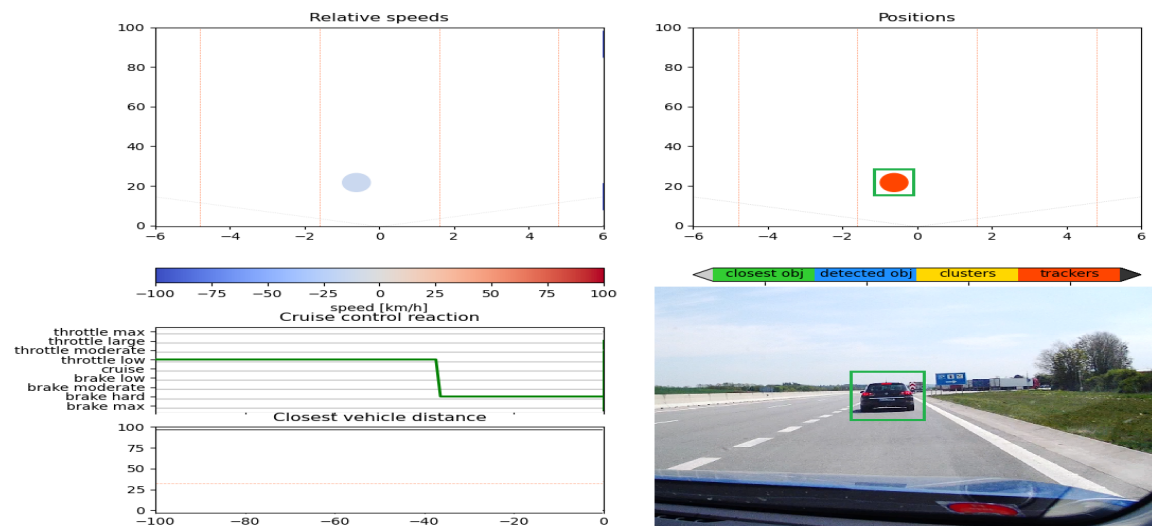 Relative speeds
100
80
60
40
20
0
−6 −4 −2 0 2 4 6
Positions
100
80
60
40
20
0
−6 −4 −2 0 2 4 6
−100 −75 −50 −25 0 25 50 75 100
speed [km/h]
closest obj detected obj clusters trackers
Cruise control reaction
throttle max
throttle large
throttle moderate
throttle low
cruise
brake low
brake moderate
brake hard
brake max
Closest vehicle distance
100
75
50
25
0
−100 −80 −60 −40 −20 0